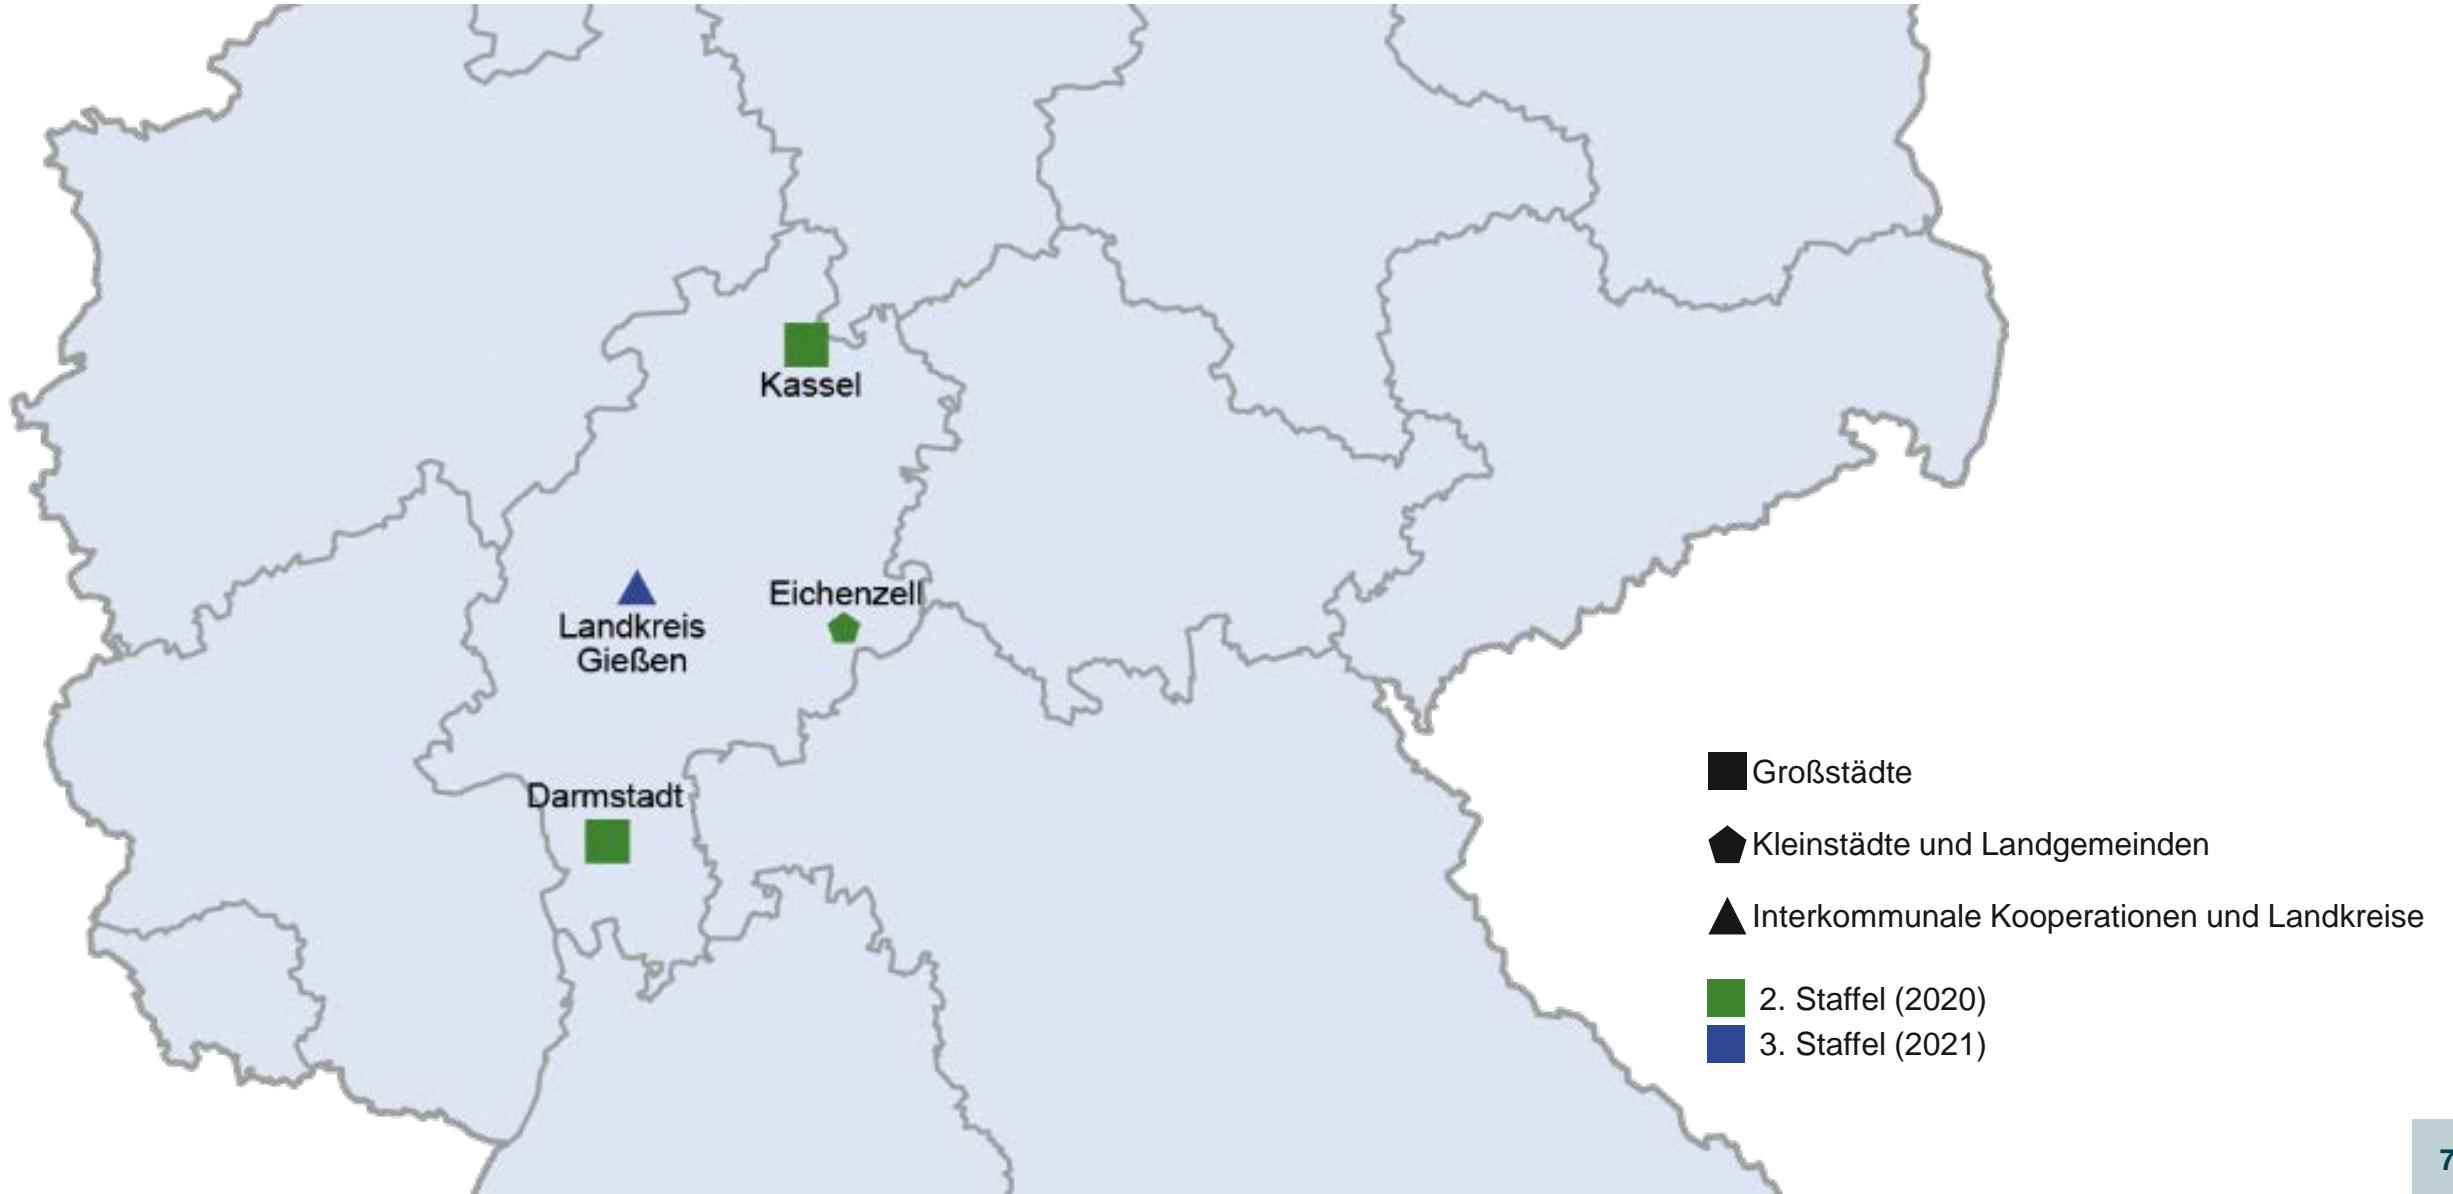 Kassel
Eichenzell
Landkreis
Gießen
Darmstadt
Großstädte
Kleinstädte und Landgemeinden
Interkommunale Kooperationen und Landkreise
2. Staffel (2020)
3. Staffel (2021)
7